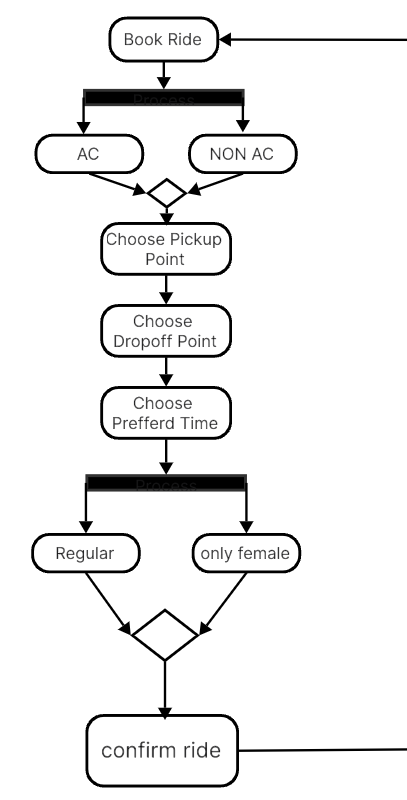 Book Ride
Process
AC
NON AC
Choose Pickup
Point
Choose
Dropoff Point
Choose
Prefferd Time
Process
Regular
only female
confirm ride